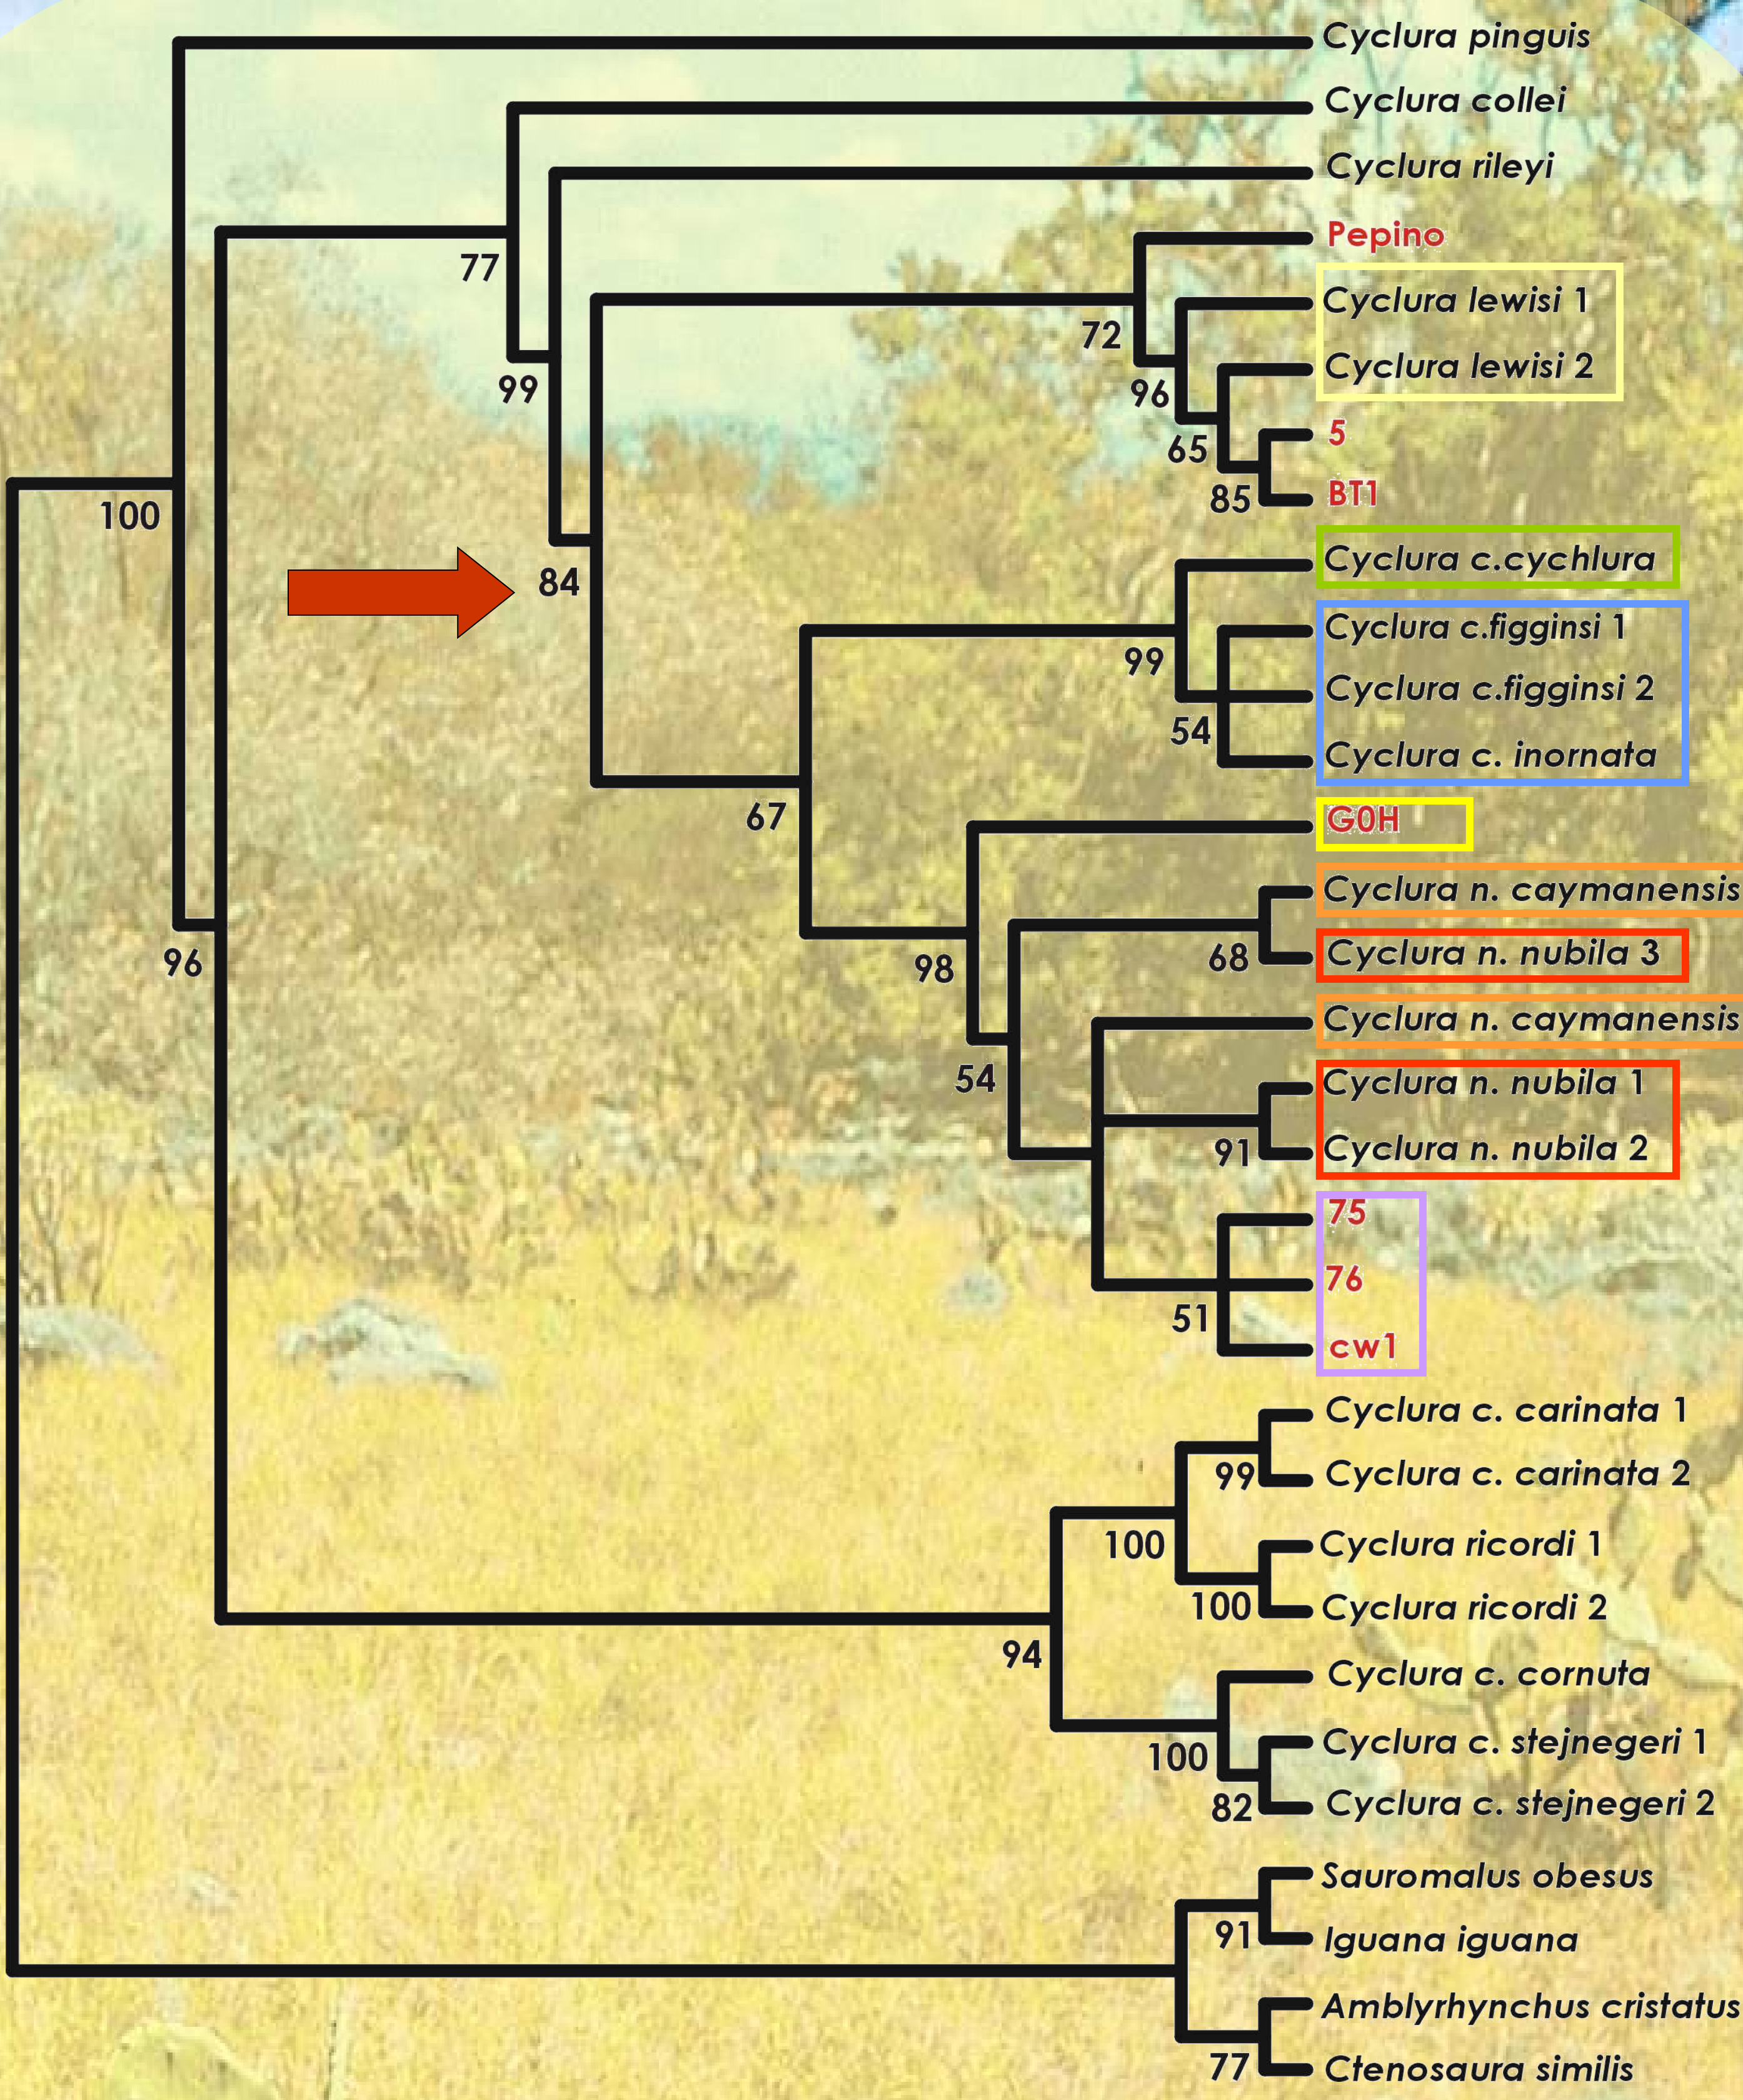 Cyclura pinguis
Cyclura collei
Cyclura rileyi
Pepino
77
Cyclura lewisi 1
72
Cyclura lewisi 2
99
96
5
65
BT1
85
100
Cyclura c.cychlura
84
Cyclura c.figginsi 1
99
Cyclura c.figginsi 2
54
Cyclura c. inornata
67
G0H
Cyclura n. caymanensis
Cyclura n. nubila 3
68
96
98
Cyclura n. caymanensis
54
Cyclura n. nubila 1
Cyclura n. nubila 2
91
75
76
51
cw1
Cyclura c. carinata 1
Cyclura c. carinata 2
99
Cyclura ricordi 1
100
Cyclura ricordi 2
100
94
Cyclura c. cornuta
Cyclura c. stejnegeri 1
100
Cyclura c. stejnegeri 2
82
Sauromalus obesus
91
Iguana iguana
Amblyrhynchus cristatus
77
Ctenosaura similis